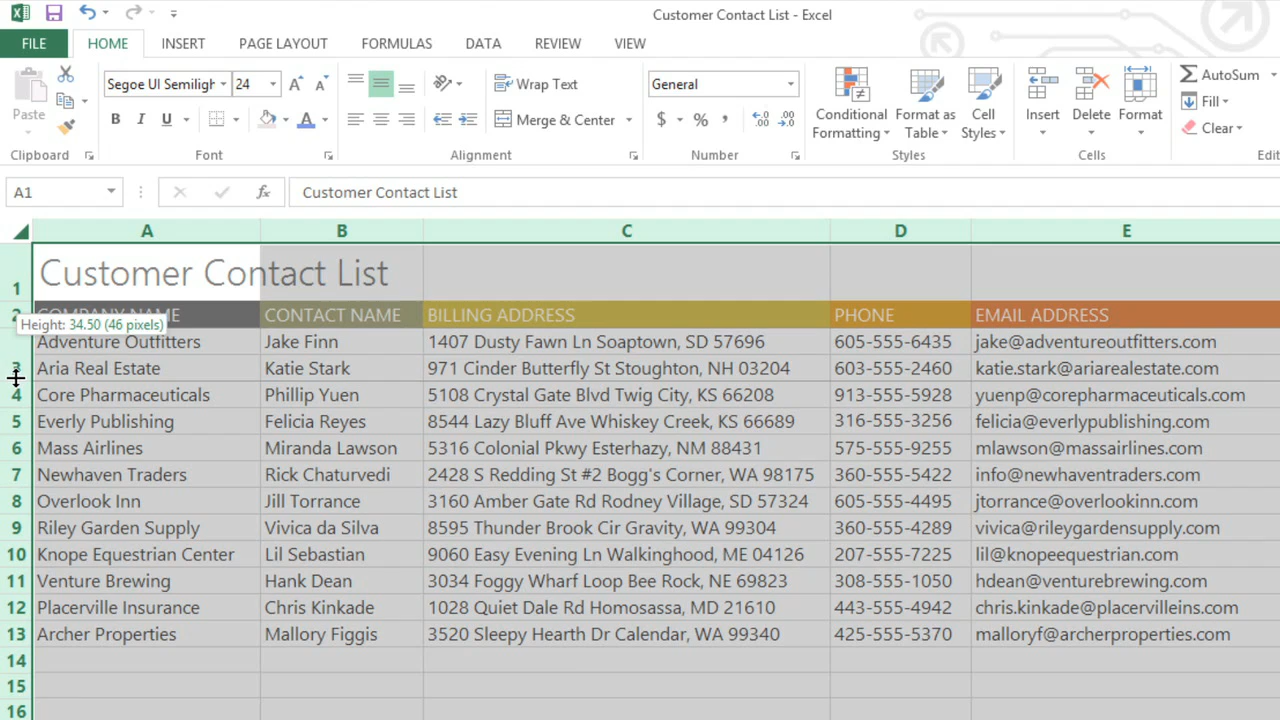 Customer Contact List - Excel
FILE HOME INSERT PAGE LAYOUT FORMULAS DATA REVIEW VIEW
Paste
Segoe UI Semiligh 24
B I U
A
Wrap Text
Merge & Center
General
$ % ,
Conditional Formatting
Format as Table
Cell Styles
Insert
Delete
Format
AutoSum
Fill
Clear
Clipboard Font Alignment Number Styles Cells Edit
A1 fx Customer Contact List
A B C D E
1 Customer Contact List
2 COMPANY NAME CONTACT NAME BILLING ADDRESS PHONE EMAIL ADDRESS
Height: 34.50 (46 pixels)
Adventure Outfitters Jake Finn 1407 Dusty Fawn Ln Soaptown, SD 57696 605-555-6435 jake@adventureoutfitters.com
3 Aria Real Estate Katie Stark 971 Cinder Butterfly St Stoughton, NH 03204 603-555-2460 katie.stark@ariarealestate.com
4 Core Pharmaceuticals Phillip Yuen 5108 Crystal Gate Blvd Twig City, KS 66208 913-555-5928 yuenp@corepharmaceuticals.com
5 Everly Publishing Felicia Reyes 8544 Lazy Bluff Ave Whiskey Creek, KS 66689 316-555-3256 felicia@everlypublishing.com
6 Mass Airlines Miranda Lawson 5316 Colonial Pkwy Esterhazy, NM 88431 575-555-9255 mlawson@massairlines.com
7 Newhaven Traders Rick Chaturvedi 2428 S Redding St #2 Bogg's Corner, WA 98175 360-555-5422 info@newhaventraders.com
8 Overlook Inn Jill Torrance 3160 Amber Gate Rd Rodney Village, SD 57324 605-555-4495 jtorrance@overlookinn.com
9 Riley Garden Supply Vivica da Silva 8595 Thunder Brook Cir Gravity, WA 99304 360-555-4289 vivica@rileygardensupply.com
10 Knope Equestrian Center Lil Sebastian 9060 Easy Evening Ln Walkinghood, ME 04126 207-555-7225 lil@knopeequestrian.com
11 Venture Brewing Hank Dean 3034 Foggy Wharf Loop Bee Rock, NE 69823 308-555-1050 hdean@venturebrewing.com
12 Placerville Insurance Chris Kinkade 1028 Quiet Dale Rd Homosassa, MD 21610 443-555-4942 chris.kinkade@placervilleins.com
13 Archer Properties Mallory Figgis 3520 Sleepy Hearth Dr Calendar, WA 99340 425-555-5370 malloryf@archerproperties.com
14
15
16